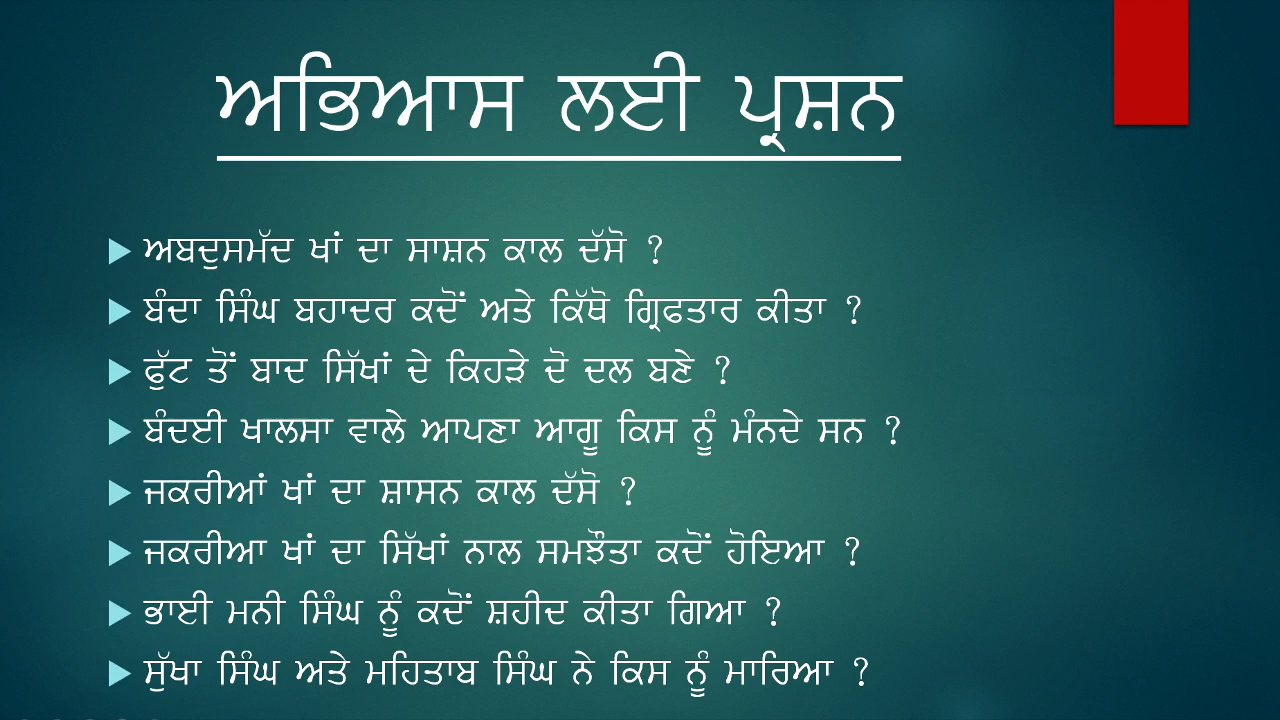 ਅਭਿਆਸ ਲਈ ਪ੍ਰਸ਼ਨ
ਅਬਦੁਸਮੱਦ ਖਾਂ ਦਾ ਸਾਸ਼ਨ ਕਾਲ ਦੱਸੋ ?
ਬੰਦਾ ਸਿੰਘ ਬਹਾਦਰ ਕਦੋਂ ਅਤੇ ਕਿੱਥੋ ਗ੍ਰਿਫਤਾਰ ਕੀਤਾ ?
ਫੁੱਟ ਤੋਂ ਬਾਦ ਸਿੱਖਾਂ ਦੇ ਕਿਹੜੇ ਦੋ ਦਲ ਬਣੇ ?
ਬੰਦਈ ਖਾਲਸਾ ਵਾਲੇ ਆਪਣਾ ਆਗੂ ਕਿਸ ਨੂੰ ਮੰਨਦੇ ਸਨ ?
ਜਕਰੀਆਂ ਖਾਂ ਦਾ ਸ਼ਾਸਨ ਕਾਲ ਦੱਸੋ ?
ਜਕਰੀਆ ਖਾਂ ਦਾ ਸਿੱਖਾਂ ਨਾਲ ਸਮਝੌਤਾ ਕਦੋਂ ਹੋਇਆ ?
ਭਾਈ ਮਨੀ ਸਿੰਘ ਨੂੰ ਕਦੋਂ ਸ਼ਹੀਦ ਕੀਤਾ ਗਿਆ ?
ਸੁੱਖਾ ਸਿੰਘ ਅਤੇ ਮਹਿਤਾਬ ਸਿੰਘ ਨੇ ਕਿਸ ਨੂੰ ਮਾਰਿਆ ?